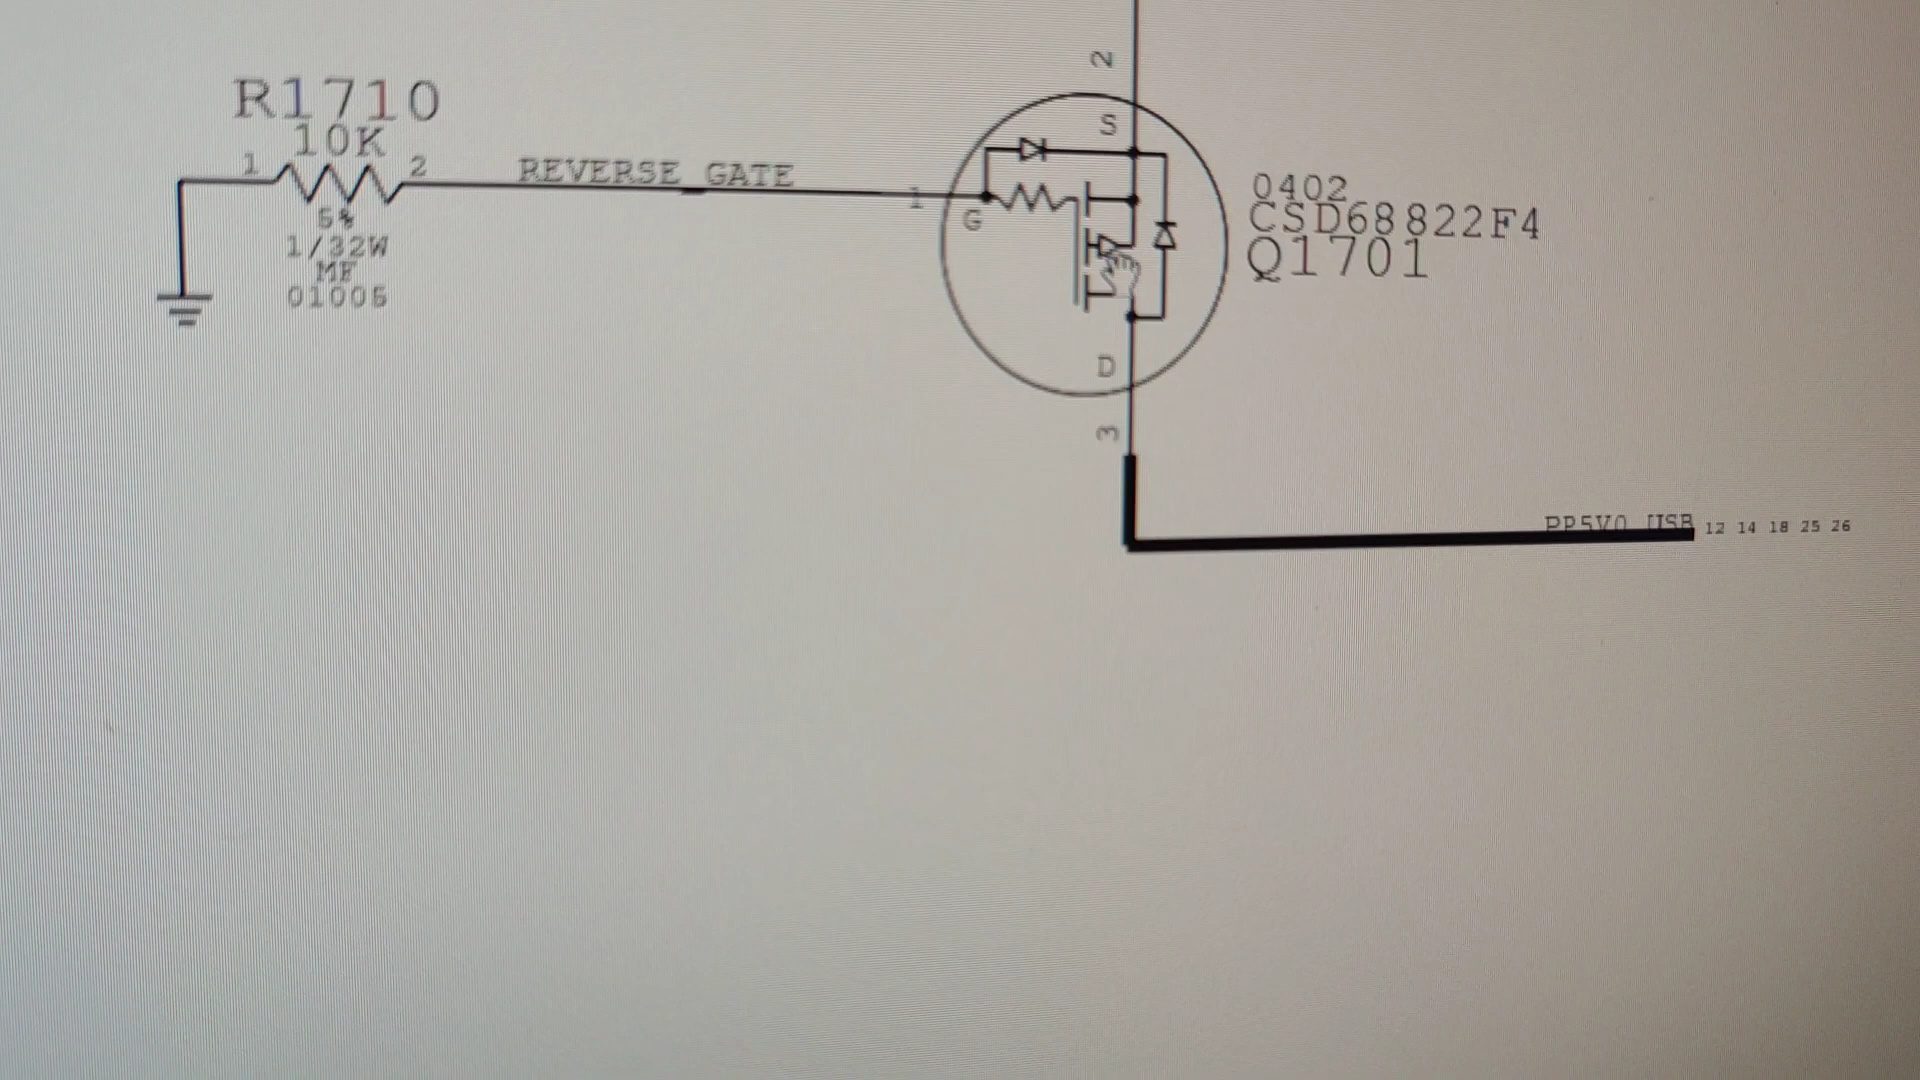 R1710
10K
1
2
5%
1/32W
MF
01005
REVERSE_GATE
1
G
2
S
D
3
0402
CSD68822F4
Q1701
PP5V0_USB 12 14 18 25 26